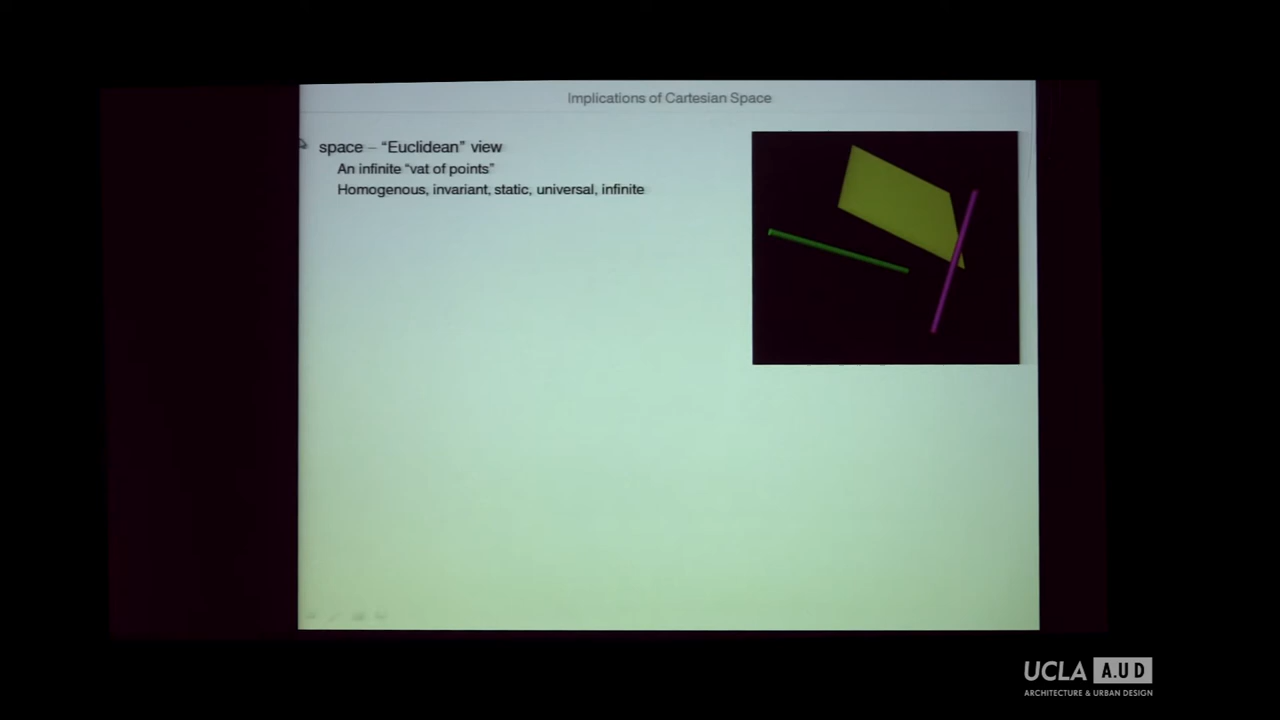 Implications of Cartesian Space
space – “Euclidean” view
An infinite “vat of points”
Homogenous, invariant, static, universal, infinite
UCLA A.UD
ARCHITECTURE & URBAN DESIGN